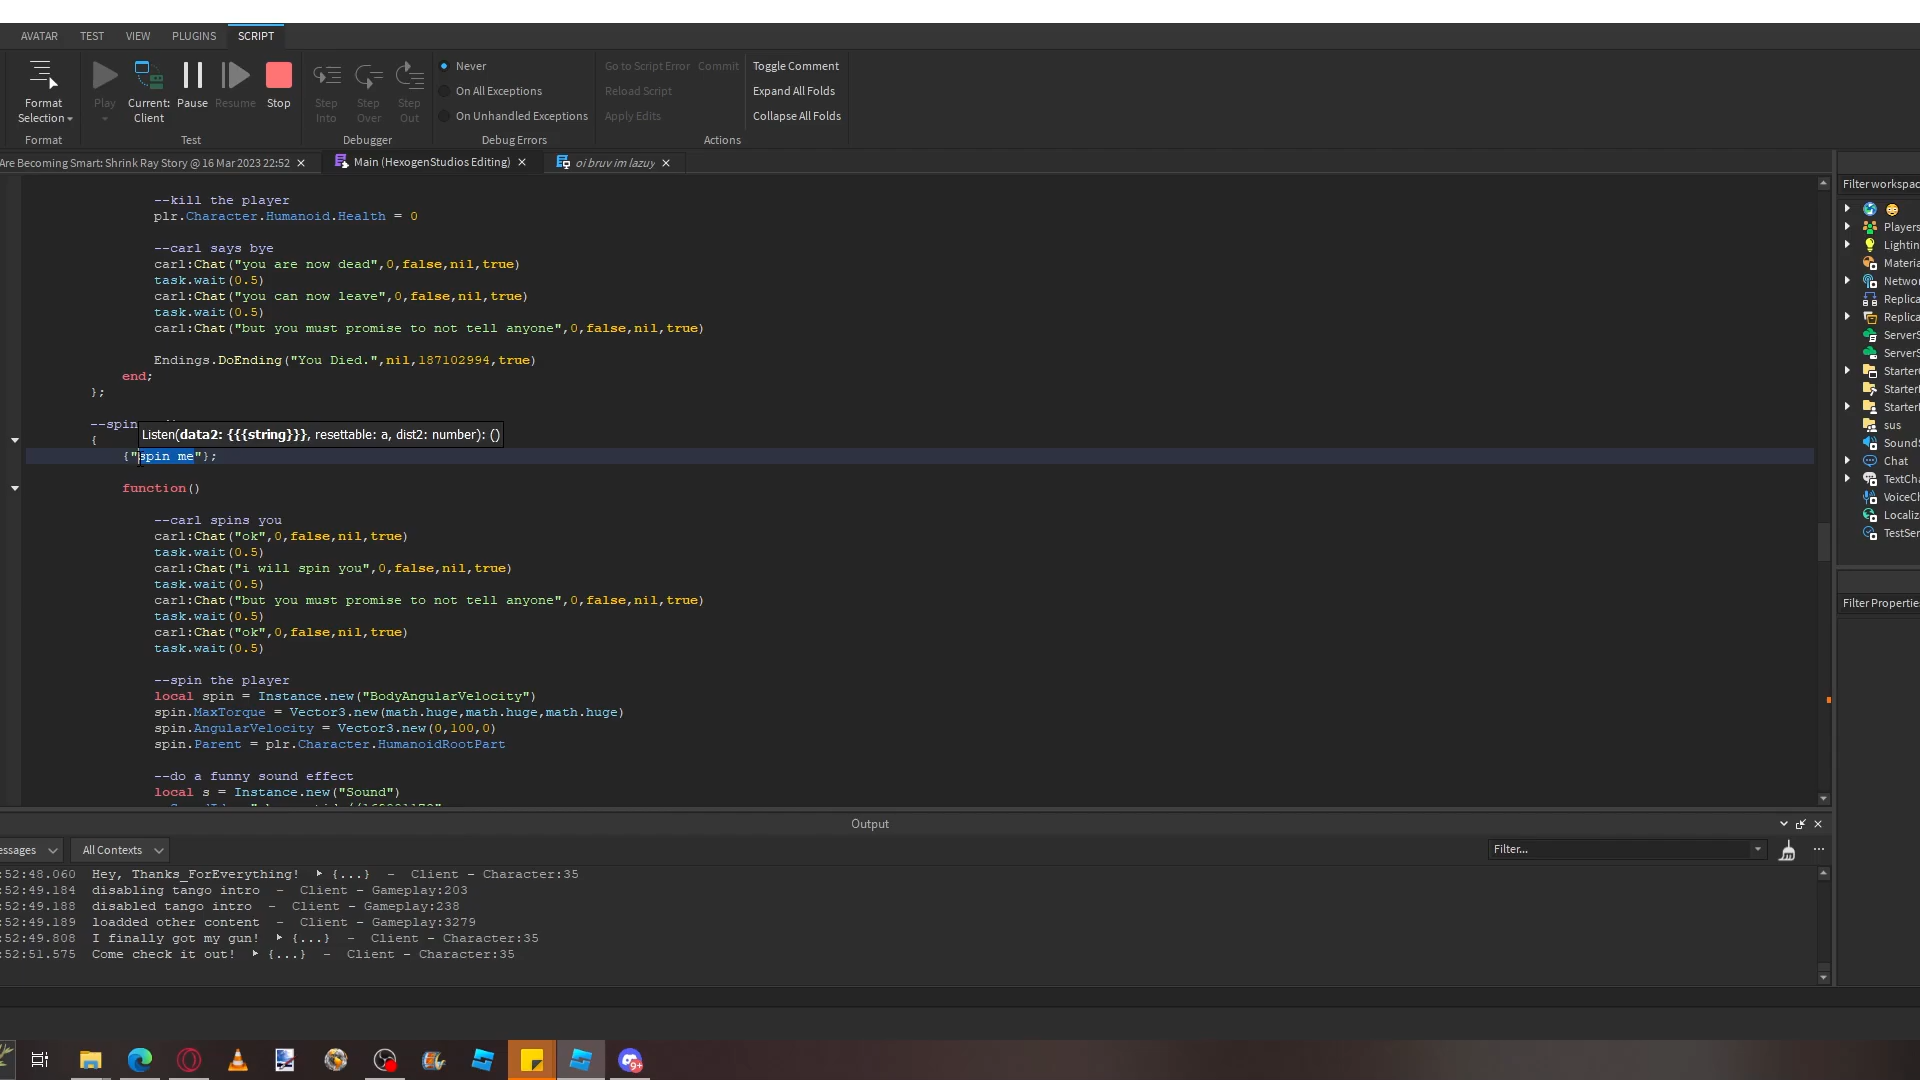 AVATAR TEST VIEW PLUGINS SCRIPT
Format Selection
Play
Current: Client
Pause
Resume
Stop
Step Into
Step Over
Step Out
Never
On All Exceptions
On Unhandled Exceptions
Go to Script Error Commit
Reload Script
Apply Edits
Toggle Comment
Expand All Folds
Collapse All Folds
Format Test Debugger Debug Errors Actions
Are Becoming Smart: Shrink Ray Story @ 16 Mar 2023 22:52
Main (HexogenStudios Editing)
oi bruv im lazuy
--kill the player
plr.Character.Humanoid.Health = 0
--carl says bye
carl:Chat("you are now dead",0,false,nil,true)
task.wait(0.5)
carl:Chat("you can now leave",0,false,nil,true)
task.wait(0.5)
carl:Chat("but you must promise to not tell anyone",0,false,nil,true)
Endings.DoEnding("You Died.",nil,187102994,true)
end;
};
--spin
Listen(data2: {{{string}}}, resettable: a, dist2: number): ()
{
{"spin me"};
function()
--carl spins you
carl:Chat("ok",0,false,nil,true)
task.wait(0.5)
carl:Chat("i will spin you",0,false,nil,true)
task.wait(0.5)
carl:Chat("but you must promise to not tell anyone",0,false,nil,true)
task.wait(0.5)
carl:Chat("ok",0,false,nil,true)
task.wait(0.5)
--spin the player
local spin = Instance.new("BodyAngularVelocity")
spin.MaxTorque = Vector3.new(math.huge,math.huge,math.huge)
spin.AngularVelocity = Vector3.new(0,100,0)
spin.Parent = plr.Character.HumanoidRootPart
--do a funny sound effect
local s = Instance.new("Sound")
Filter workspac
Players
Lightin
Materia
Networ
Replica
Replica
ServerS
ServerS
Starter
Starter
Starter
sus
SoundS
Chat
TextCha
VoiceCh
Localiz
TestSer
Filter Propertie
Output
essages
All Contexts
Filter...
:52:48.060 Hey, Thanks_ForEverything! ▶ {...} - Client - Character:35
:52:49.184 disabling tango intro - Client - Gameplay:203
:52:49.188 disabled tango intro - Client - Gameplay:238
:52:49.189 loadded other content - Client - Gameplay:3279
:52:49.808 I finally got my gun! ▶ {...} - Client - Character:35
:52:51.575 Come check it out! ▶ {...} - Client - Character:35
9+